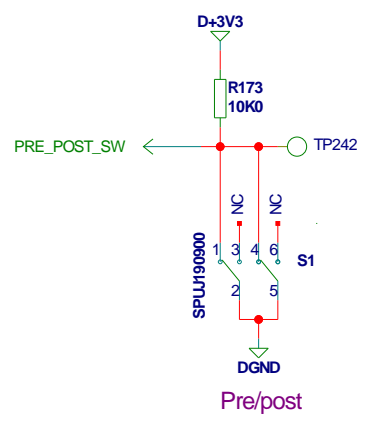 D+3V3
R173
10K0
PRE_POST_SW
TP242
NC
NC
1
3
4
6
S1
SPUJ190900
2
5
DGND
Pre/post